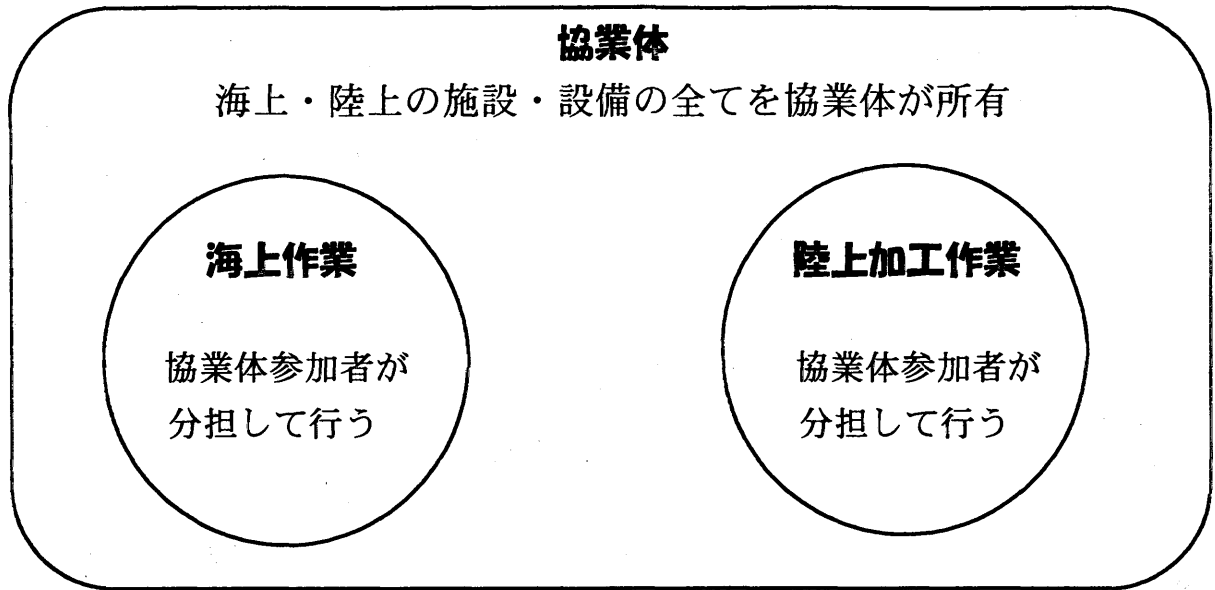 協業体
海上・陸上の施設・設備の全てを協業体が所有
海上作業
協業体参加者が
分担して行う
陸上加工作業
協業体参加者が
分担して行う